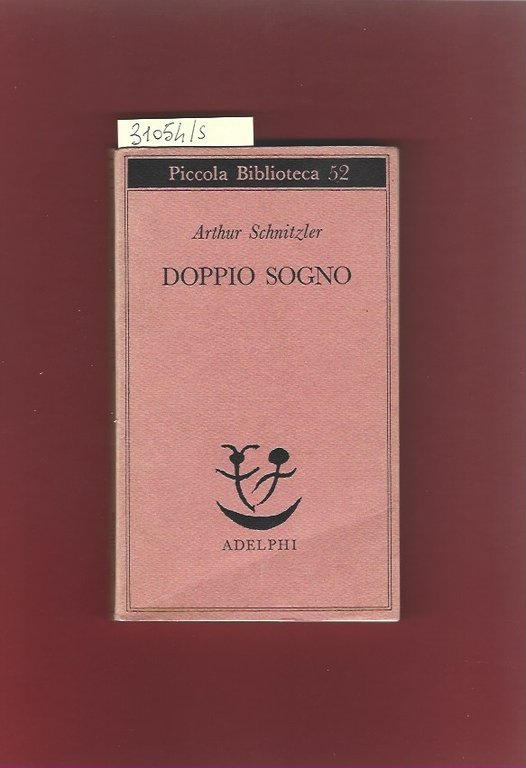 31054/s
Piccola Biblioteca 52
Arthur Schnitzler
DOPPIO SOGNO
ADELPHI